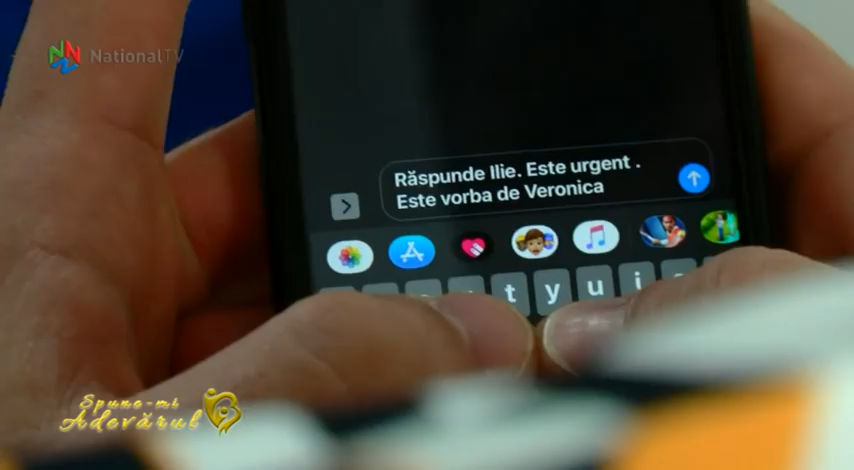 NationalTV
Răspunde Ilie. Este urgent .
Este vorba de Veronica
t y u i
Spune-mi
Adevărul